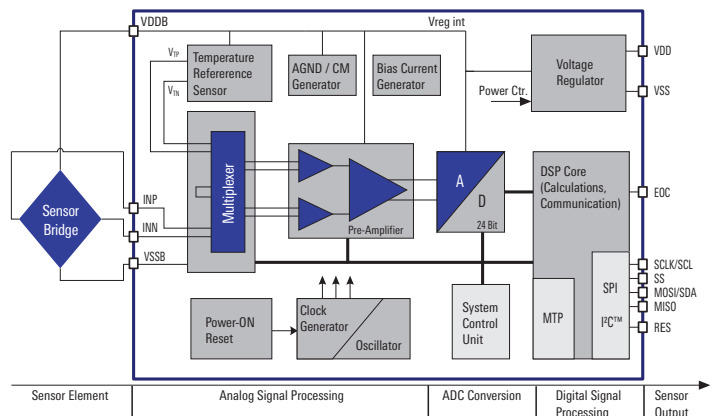 VDDB
Vreg int
VTP
VTN
Temperature
Refererence
Sensor
AGND / CM
Generator
Bias Current
Generator
Voltage
Regulator
Power Ctr.
VDD
VSS
Multiplexer
Pre-Amplifier
A
D
24 Bit
DSP Core
(Calculations,
Communication)
EOC
Sensor
Bridge
INP
INN
VSSB
Power-ON
Reset
Clock
Generator
Oscillator
System
Control
Unit
MTP
SPI
I²C™
SCLK/SCL
SS
MOSI/SDA
MISO
RES
Sensor Element
Analog Signal Processing
ADC Conversion
Digital Signal
Processing
Sensor
Output